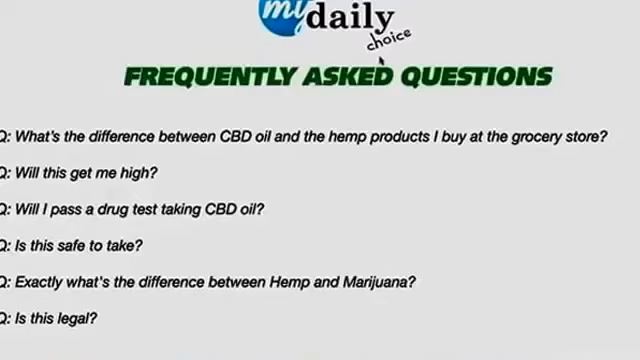 my daily
choice
FREQUENTLY ASKED QUESTIONS
Q: What's the difference between CBD oil and the hemp products I buy at the grocery store?
Q: Will this get me high?
Q: Will I pass a drug test taking CBD oil?
Q: Is this safe to take?
Q: Exactly what's the difference between Hemp and Marijuana?
Q: Is this legal?